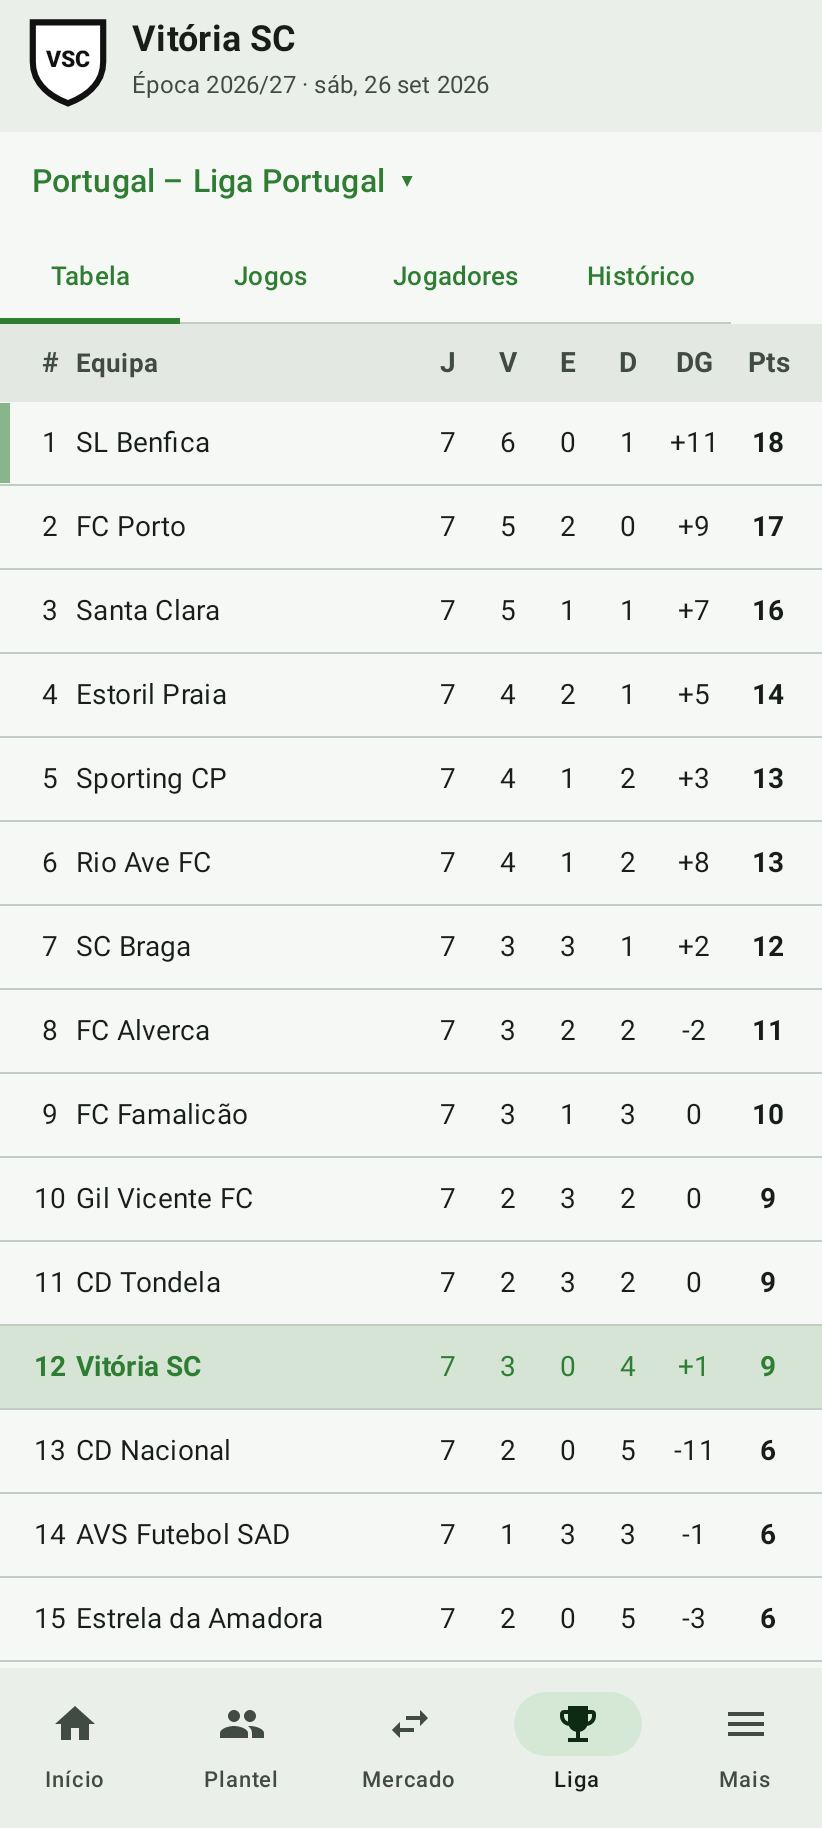 VSC
Vitória SC
Época 2026/27 · sáb, 26 set 2026
Portugal – Liga Portugal ▼
Tabela Jogos Jogadores Histórico
# Equipa J V E D DG Pts
1 SL Benfica 7 6 0 1 +11 18
2 FC Porto 7 5 2 0 +9 17
3 Santa Clara 7 5 1 1 +7 16
4 Estoril Praia 7 4 2 1 +5 14
5 Sporting CP 7 4 1 2 +3 13
6 Rio Ave FC 7 4 1 2 +8 13
7 SC Braga 7 3 3 1 +2 12
8 FC Alverca 7 3 2 2 -2 11
9 FC Famalicão 7 3 1 3 0 10
10 Gil Vicente FC 7 2 3 2 0 9
11 CD Tondela 7 2 3 2 0 9
12 Vitória SC 7 3 0 4 +1 9
13 CD Nacional 7 2 0 5 -11 6
14 AVS Futebol SAD 7 1 3 3 -1 6
15 Estrela da Amadora 7 2 0 5 -3 6
Início Plantel Mercado Liga Mais